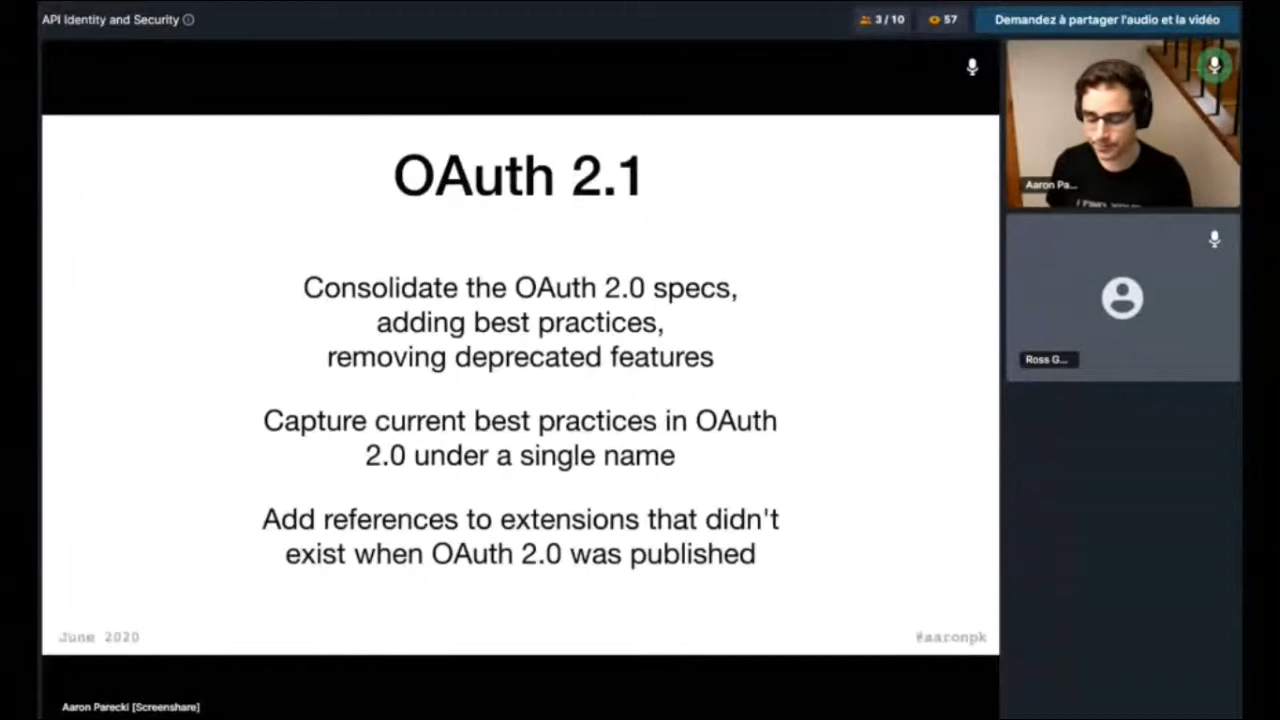 API Identity and Security
3 / 10
57
Demandez à partager l'audio et la vidéo
OAuth 2.1
Consolidate the OAuth 2.0 specs,
adding best practices,
removing deprecated features
Capture current best practices in OAuth
2.0 under a single name
Add references to extensions that didn't
exist when OAuth 2.0 was published
June 2020
@aaronpk
Aaron Parecki [Screenshare]
Aaron Pa...
Ross G...